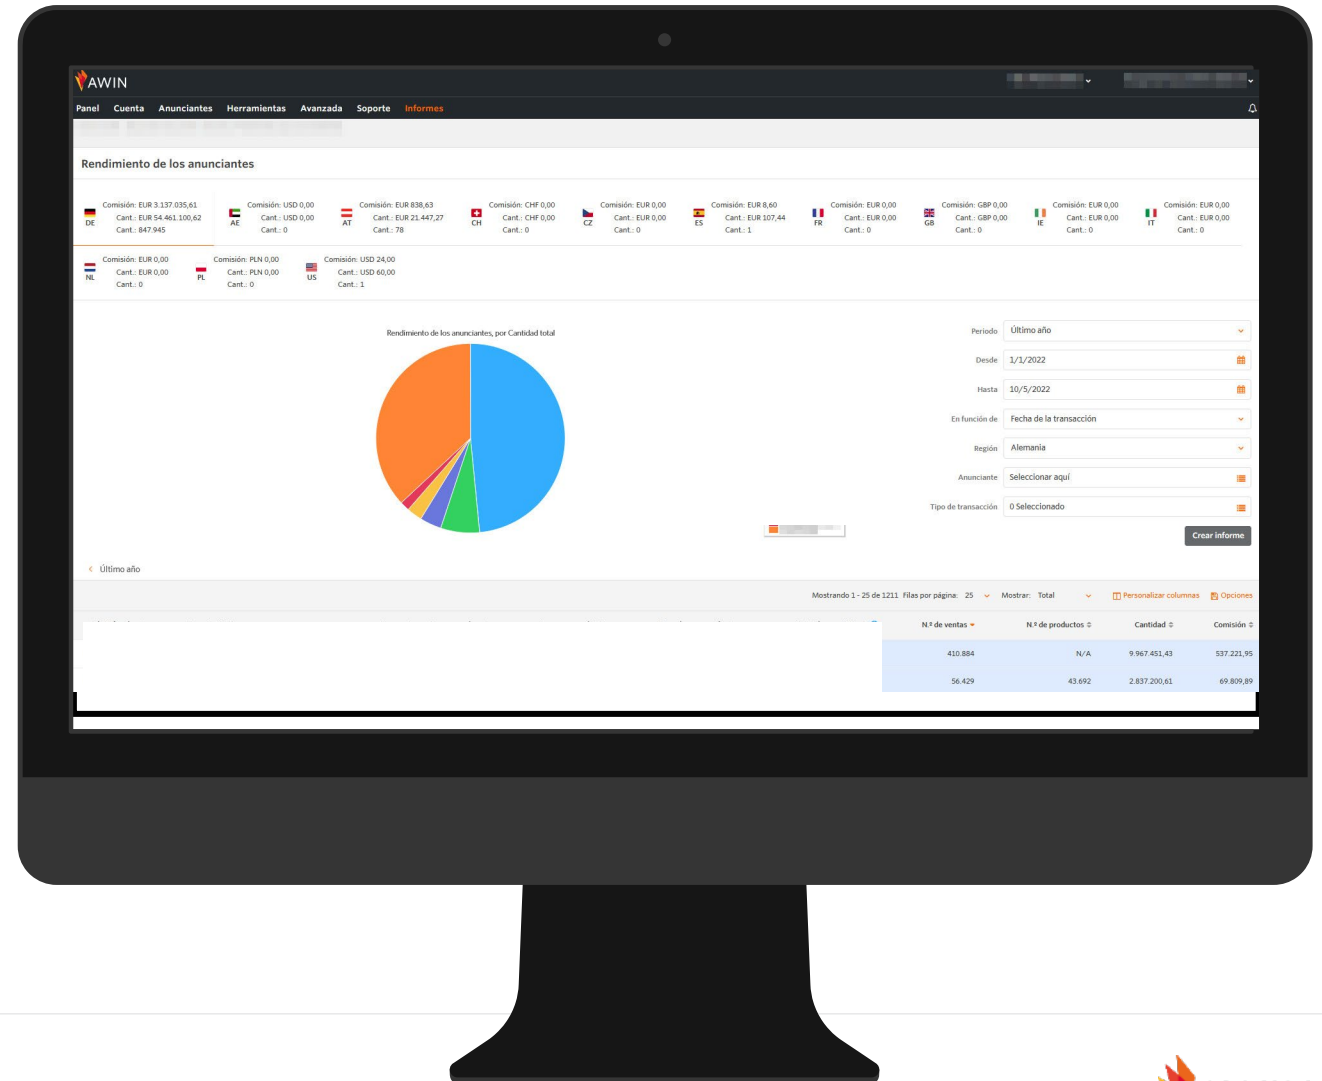 AWIN
Panel Cuenta Anunciantes Herramientas Avanzada Soporte Informes
Rendimiento de los anunciantes
DE Comisión: EUR 3.137.035,61
Cant.: EUR 54.461.100,62
Cant.: 847.945
AE Comisión: USD 0,00
Cant.: USD 0,00
Cant.: 0
AT Comisión: EUR 838,63
Cant.: EUR 21.447,27
Cant.: 78
CH Comisión: CHF 0,00
Cant.: CHF 0,00
Cant.: 0
CZ Comisión: EUR 0,00
Cant.: EUR 0,00
Cant.: 0
ES Comisión: EUR 8,60
Cant.: EUR 107,44
Cant.: 1
FR Comisión: EUR 0,00
Cant.: EUR 0,00
Cant.: 0
GB Comisión: GBP 0,00
Cant.: GBP 0,00
Cant.: 0
IE Comisión: EUR 0,00
Cant.: EUR 0,00
Cant.: 0
IT Comisión: EUR 0,00
Cant.: EUR 0,00
Cant.: 0
NL Comisión: EUR 0,00
Cant.: EUR 0,00
Cant.: 0
PL Comisión: PLN 0,00
Cant.: PLN 0,00
Cant.: 0
US Comisión: USD 24,00
Cant.: USD 60,00
Cant.: 1
Rendimiento de los anunciantes, por Cantidad total
Periodo Último año
Desde 1/1/2022
Hasta 10/5/2022
En función de Fecha de la transacción
Región Alemania
Anunciante Seleccionar aquí
Tipo de transacción 0 Seleccionado
Crear informe
Último año
Mostrando 1 - 25 de 1211 Filas por página: 25 Mostrar: Total Personalizar columnas Opciones
N.º de ventas N.º de productos Cantidad Comisión
410.884 N/A 9.967.451,43 537.221,95
56.429 43.692 2.837.200,61 69.809,89